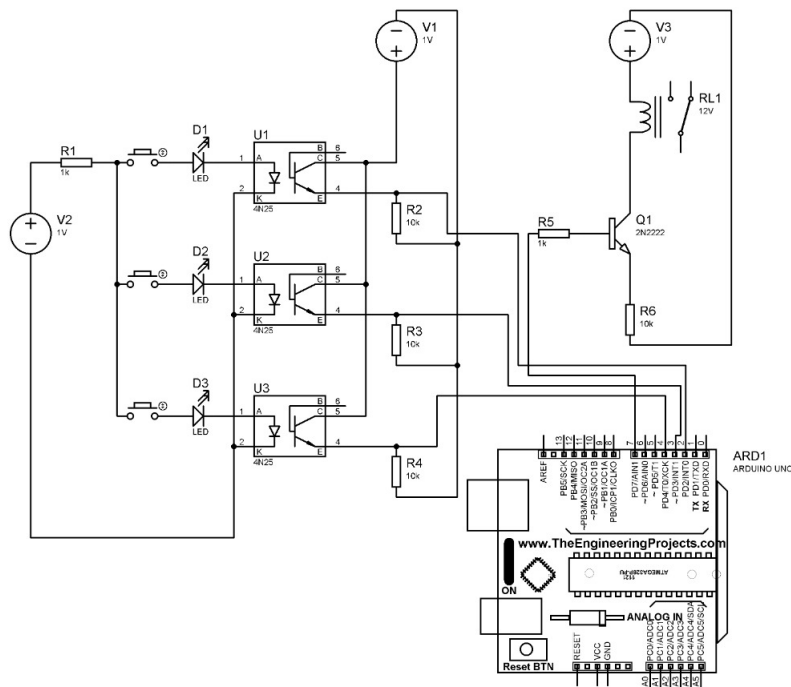 V1
1V
V3
1V
RL1
12V
R1
1k
D1
LED
U1
A
K
B
C
E
1
2
6
5
4
4N25
V2
1V
R2
10k
R5
1k
Q1
2N2222
D2
LED
U2
A
K
B
C
E
1
2
6
5
4
4N25
R3
10k
R6
10k
D3
LED
U3
A
K
B
C
E
1
2
6
5
4
4N25
R4
10k
ARD1
ARDUINO UNO
13
12
11
10
9
8
7
6
5
4
3
2
1
0
AREF
PB5/SCK
PB4/MISO
~PB3/MOSI/OC2A
~PB2/SS/OC1B
~PB1/OC1A
PB0/ICP1/CLKO
PD7/AIN1
~PD6/AIN0
~PD5/T1
PD4/T0/XCK
~PD3/INT1
PD2/INT0
TX PD1/TXD
RX PD0/RXD
www.TheEngineeringProjects.com
1121
ATMEGA328P-PU
ON
ANALOG IN
Reset BTN
RESET
VCC
GND
PC0/ADC0
PC1/ADC1
PC2/ADC2
PC3/ADC3
PC4/ADC4/SDA
PC5/ADC5/SCL
A0
A1
A2
A3
A4
A5